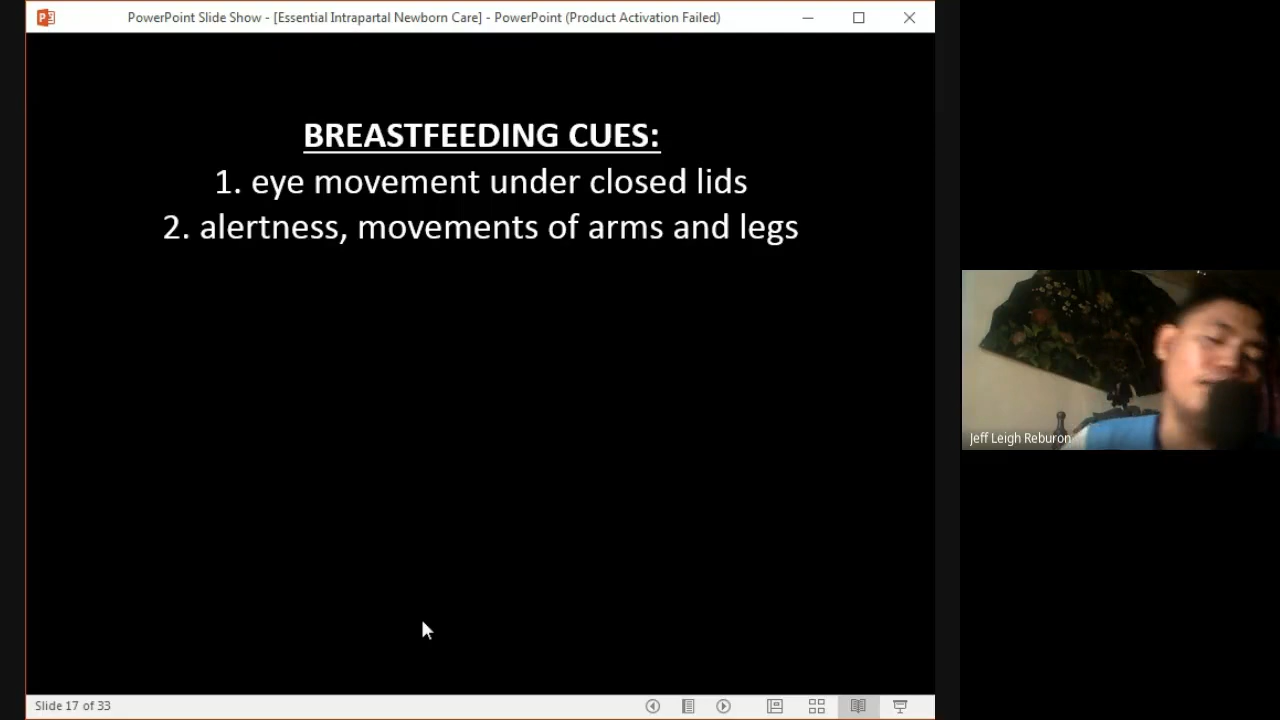 PowerPoint Slide Show - [Essential Intrapartal Newborn Care] - PowerPoint (Product Activation Failed)
BREASTFEEDING CUES:
1. eye movement under closed lids
2. alertness, movements of arms and legs
Jeff Leigh Reburon
Slide 17 of 33